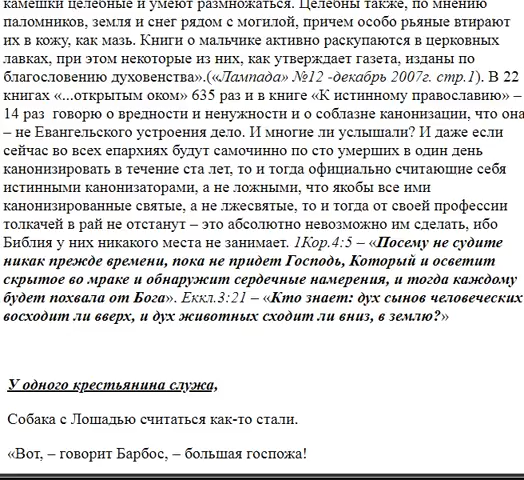 камешки целебные и умеют размножаться. Целебны также, по мнению
паломников, земля и снег рядом с могилой, причем особо рьяные втирают
их в кожу, как мазь. Книги о мальчике активно раскупаются в церковных
лавках, при этом некоторые из них, как утверждает газета, изданы по
благословению духовенства».(«Лампада» №12 -декабрь 2007г. стр.1). В 22
книгах «...открытым оком» 635 раз и в книге «К истинному православию» –
14 раз говорю о вредности и ненужности и о соблазне канонизации, что она
– не Евангельского устроения дело. И многие ли услышали? И даже если
сейчас во всех епархиях будут самочинно по сто умерших в один день
канонизировать в течение ста лет, то и тогда официально считающие себя
истинными канонизаторами, а не ложными, что якобы все ими
канонизированные святые, а не лжесвятые, то и тогда от своей профессии
толкачей в рай не отстанут – это абсолютно невозможно им сделать, ибо
Библия у них никакого места не занимает. 1Кор.4:5 – «Посему не судите
никак прежде времени, пока не придет Господь, Который и осветит
скрытое во мраке и обнаружит сердечные намерения, и тогда каждому
будет похвала от Бога». Еккл.3:21 – «Кто знает: дух сынов человеческих
восходит ли вверх, и дух животных сходит ли вниз, в землю?»
У одного крестьянина служа,
Собака с Лошадью считаться как-то стали.
«Вот, – говорит Барбос, – большая госпожа!